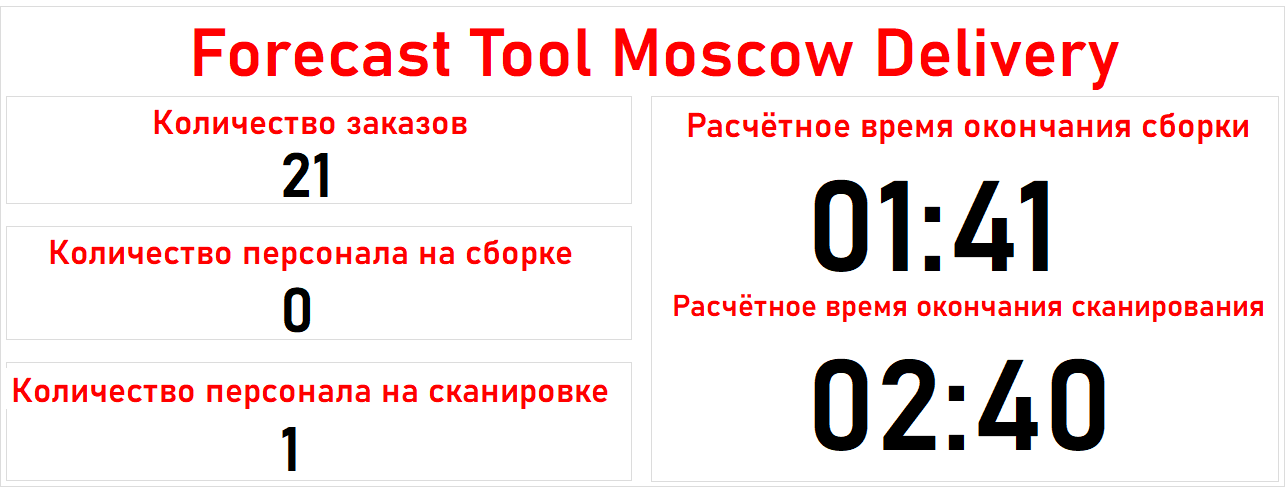 Forecast Tool Moscow Delivery
Количество заказов
21
Количество персонала на сборке
0
Количество персонала на сканировке
1
Расчётное время окончания сборки
01:41
Расчётное время окончания сканирования
02:40